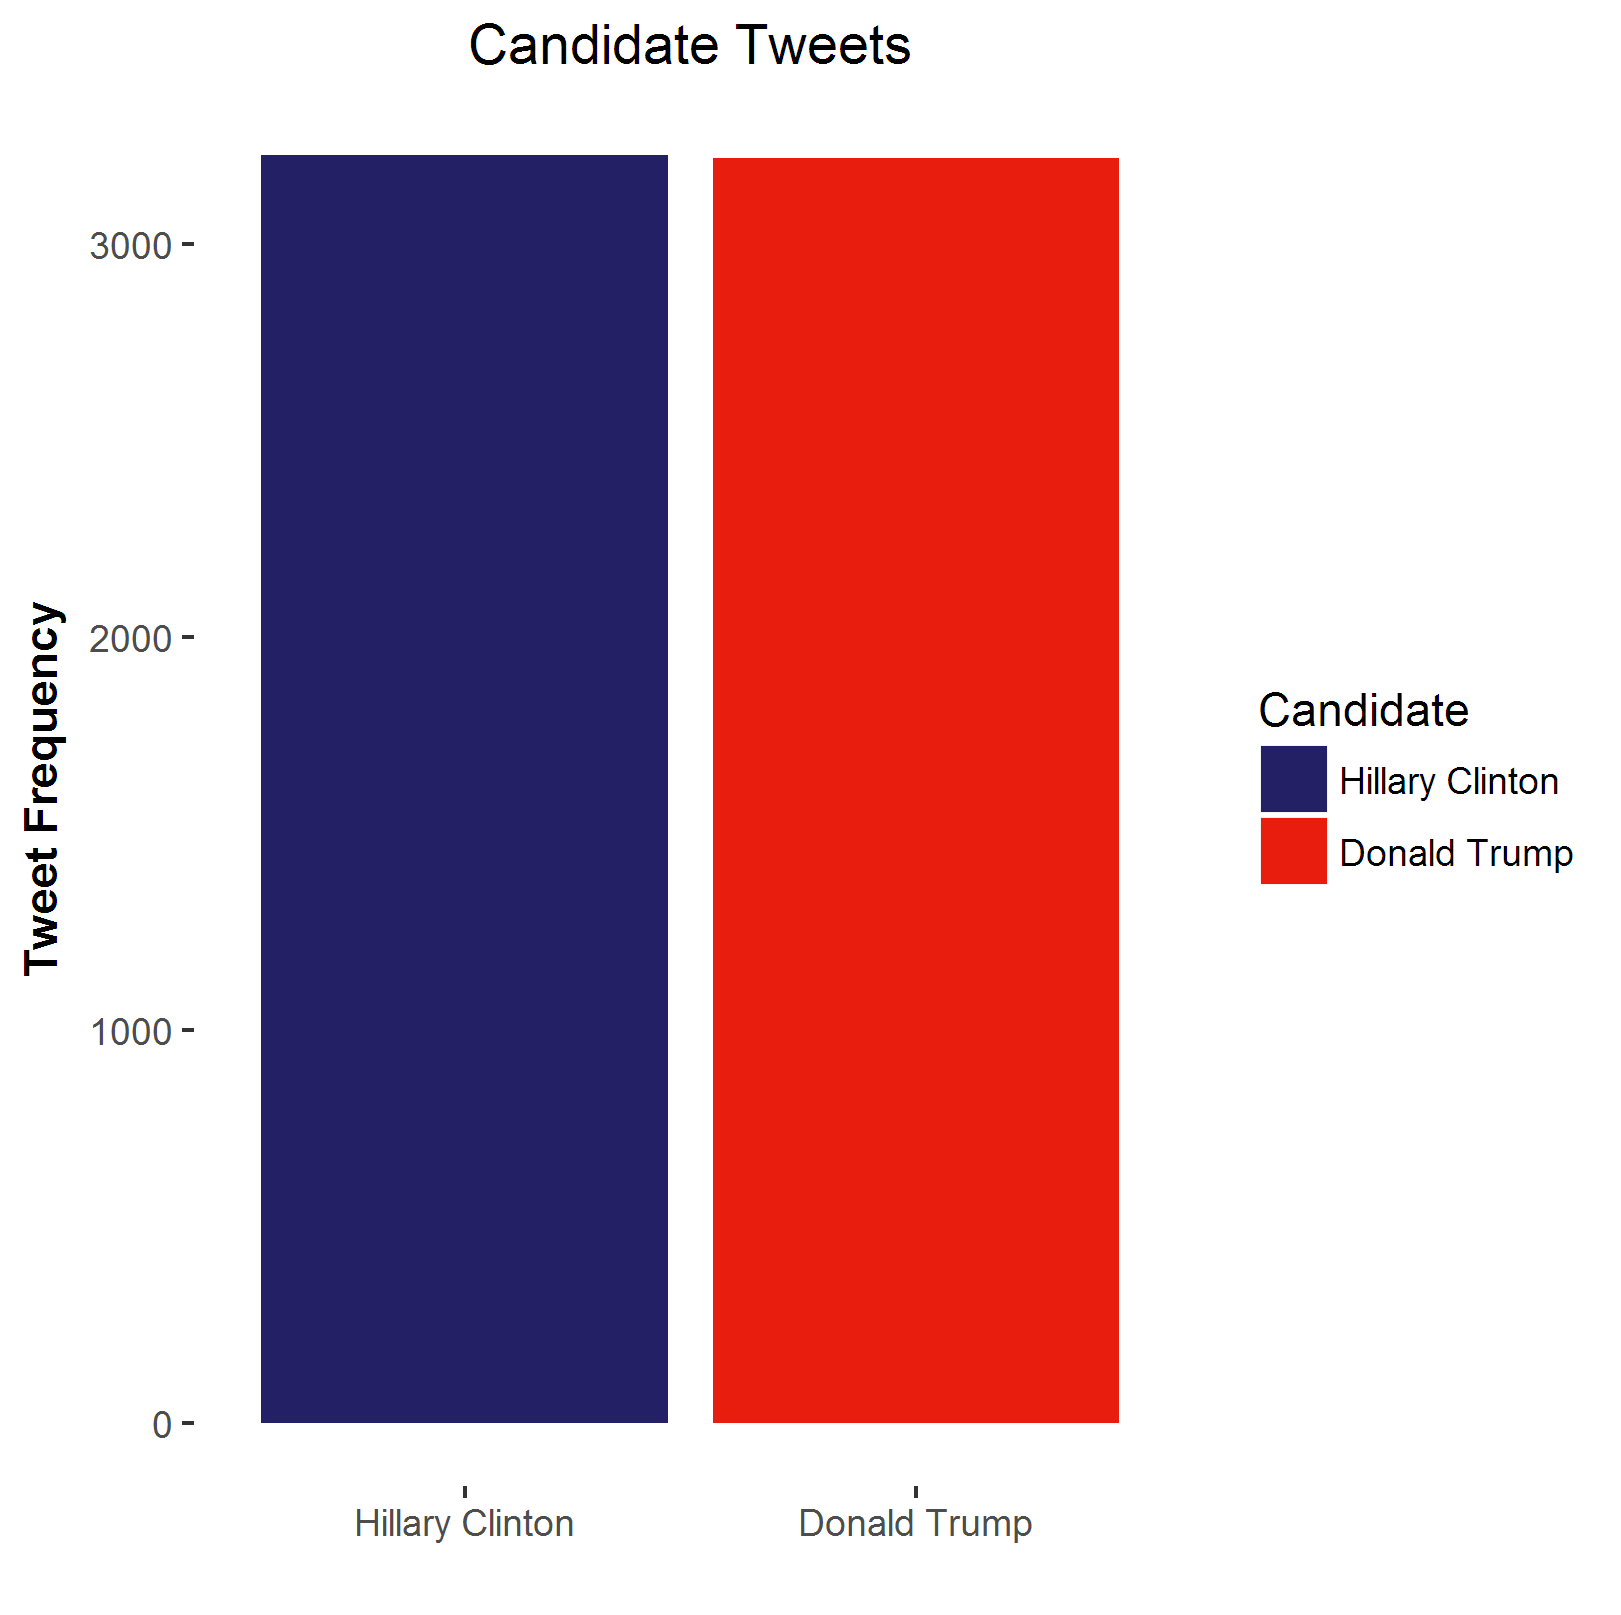 Candidate Tweets
Tweet Frequency
3000
2000
1000
0
Hillary Clinton
Donald Trump
Candidate
Hillary Clinton
Donald Trump